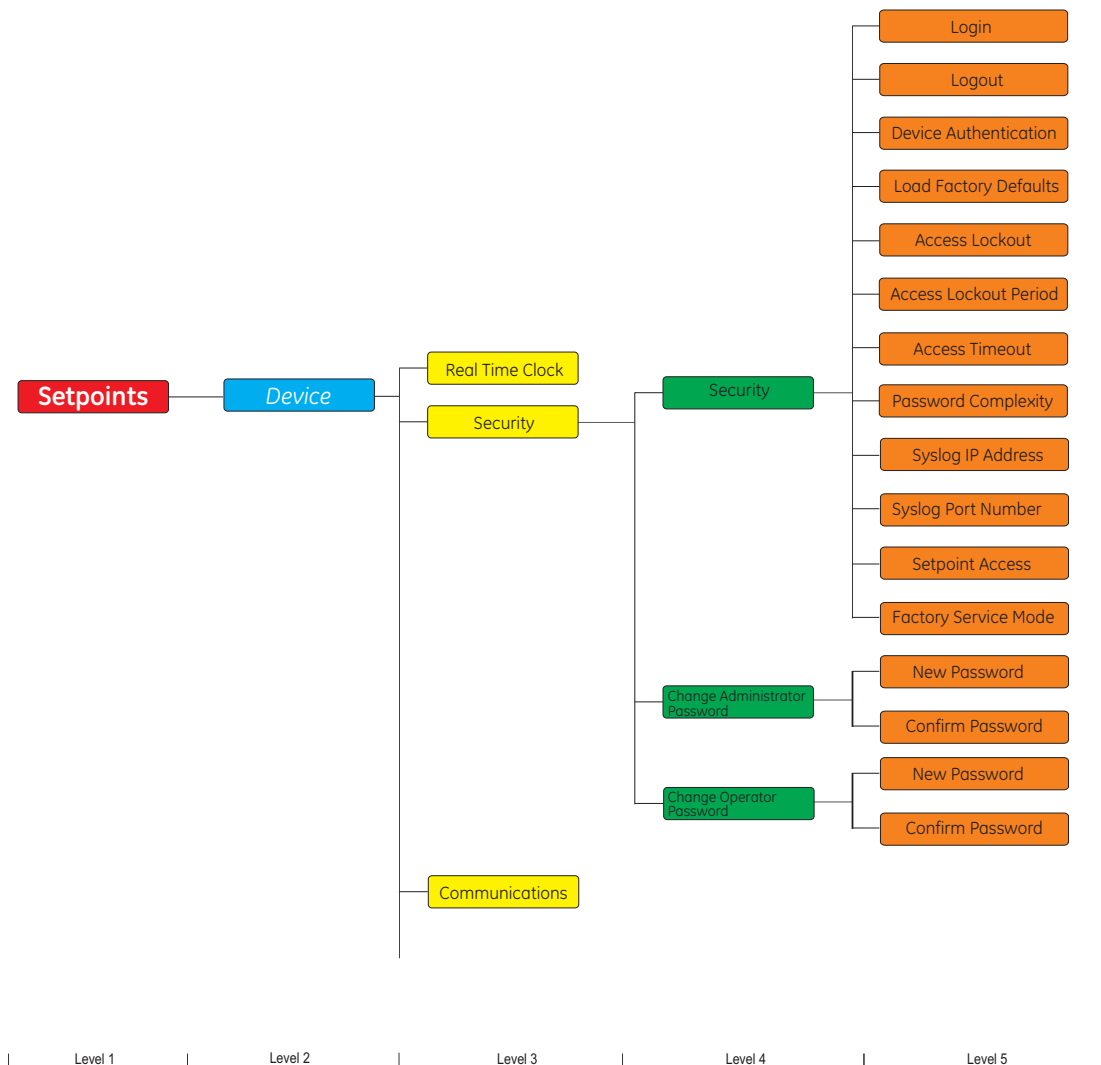 Login
Logout
Device Authentication
Load Factory Defaults
Access Lockout
Access Lockout Period
Access Timeout
Password Complexity
Syslog IP Address
Syslog Port Number
Setpoint Access
Factory Service Mode
New Password
Confirm Password
New Password
Confirm Password
Security
Change Administrator
Password
Change Operator
Password
Real Time Clock
Security
Communications
Device
Setpoints
Level 1
Level 2
Level 3
Level 4
Level 5